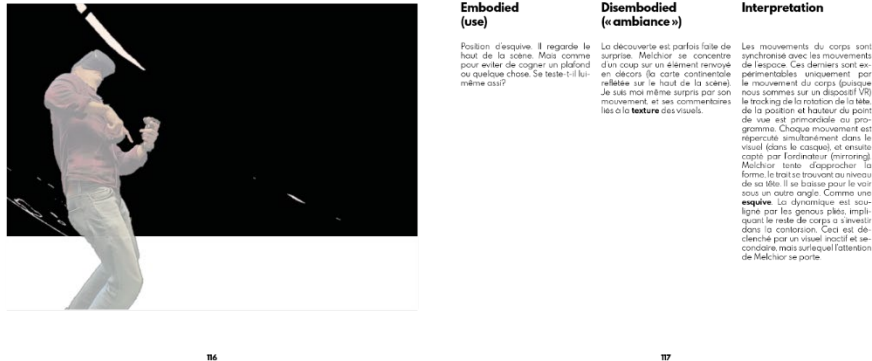 Embodied
(use)
Position d'esquive. Il regarde le
haut de la scène. Mais comme
pour eviter de cogner un plafond
ou quelque chose. Se teste-t-il lui-
même assi?
Disembodied
(« ambiance »)
La découverte est parfois faite de
surprise. Melchior se concentre
d'un coup sur un élément renvoyé
en décors (la carte continentale
reflétée sur le haut de la scène).
Je suis moi même surpris par son
mouvement, et ses commentaires
liés à la texture des visuels.
Interpretation
Les mouvements du corps sont
synchronisé avec les mouvements
de l'espace. Ces derniers sont ex-
périmentables uniquement par
le mouvement du corps (puisque
nous sommes sur un dispositif VR)
le tracking de la rotation de la tête,
de la position et hauteur du point
de vue est primordiale au pro-
gramme. Chaque mouvement est
répercuté simultanément dans le
visuel (dans le casque), et ensuite
capté par l'ordinateur (mirroring).
Melchior tente d'approcher la
forme, le trait se trouvant au niveau
de sa tête. Il se baisse pour le voir
sous un autre angle. Comme une
esquive. La dynamique est sou-
ligné par les genous pliés, impli-
quant le reste de corps a s'investir
dans la contorsion. Ceci est dé-
clenché par un visuel inactif et se-
condaire, mais surlequel l'attention
de Melchior se porte.
116
117